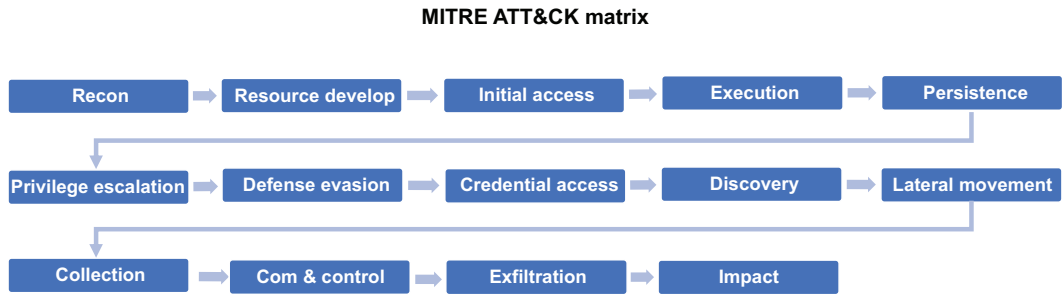 MITRE ATT&CK matrix
Recon
Resource develop
Initial access
Execution
Persistence
Privilege escalation
Defense evasion
Credential access
Discovery
Lateral movement
Collection
Com & control
Exfiltration
Impact